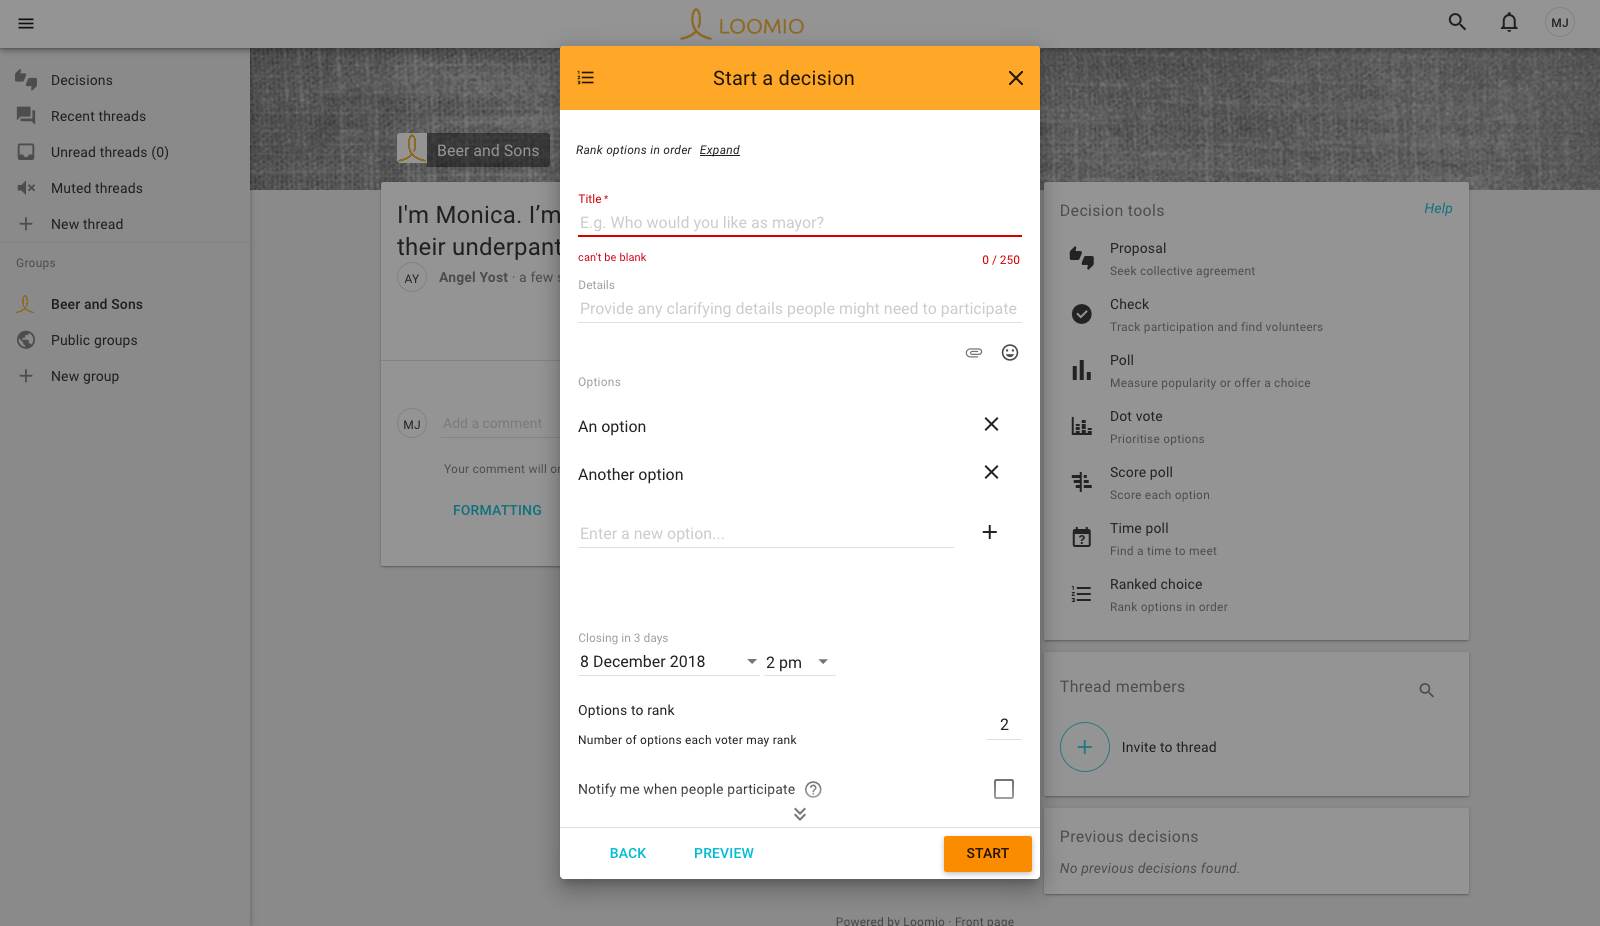 LOOMIO
MJ
Decisions
Recent threads
Unread threads (0)
Muted threads
New thread
Groups
Beer and Sons
Public groups
New group
Beer and Sons
I'm Monica. I'm
their underpant
AY
Angel Yost · a few s
MJ
Add a comment
Your comment will or
FORMATTING
Start a decision
Rank options in order Expand
Title *
E.g. Who would you like as mayor?
can't be blank
0 / 250
Details
Provide any clarifying details people might need to participate
Options
An option
Another option
Enter a new option...
Closing in 3 days
8 December 2018
2 pm
Options to rank
Number of options each voter may rank
2
Notify me when people participate
BACK
PREVIEW
START
Decision tools
Help
Proposal
Seek collective agreement
Check
Track participation and find volunteers
Poll
Measure popularity or offer a choice
Dot vote
Prioritise options
Score poll
Score each option
Time poll
Find a time to meet
Ranked choice
Rank options in order
Thread members
Invite to thread
Previous decisions
No previous decisions found.
Powered by Loomio · Front page